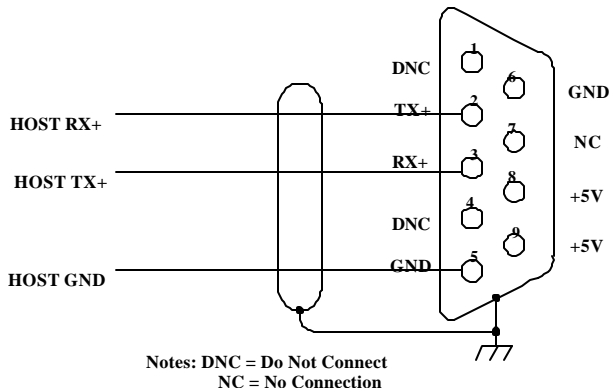 1
DNC
6
GND
TX+
2
HOST RX+
7
NC
RX+
3
HOST TX+
8
+5V
4
DNC
9
+5V
GND
5
HOST GND
Notes: DNC = Do Not Connect
NC = No Connection